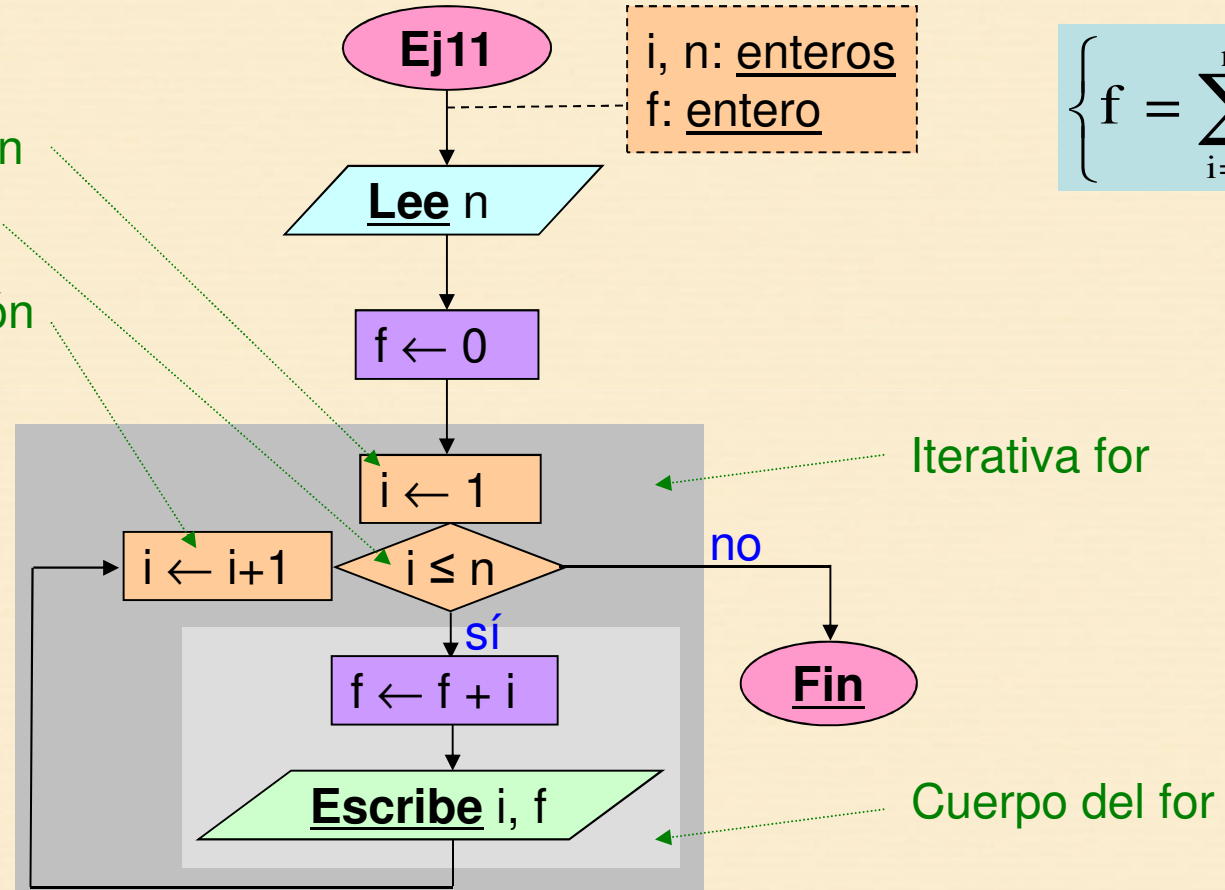 Ej11
i, n: enteros
f: entero
f = ∑
i=
Lee n
f ← 0
i ← 1
Iterativa for
i ← i+1
i ≤ n
no
sí
f ← f + i
Fin
Escribe i, f
Cuerpo del for